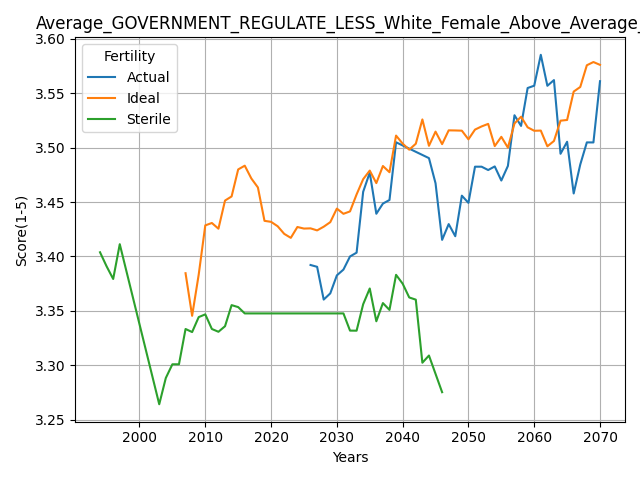 Average_GOVERNMENT_REGULATE_LESS_White_Female_Above_Average_
3.60
3.55
3.50
3.45
3.40
3.35
3.30
3.25
Score(1-5)
Fertility
Actual
Ideal
Sterile
2000 2010 2020 2030 2040 2050 2060 2070
Years